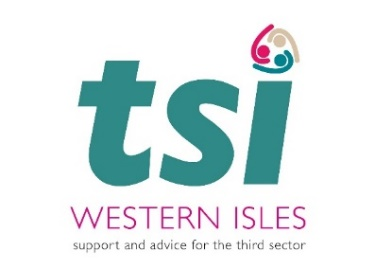 tsi
WESTERN ISLES
support and advice for the third sector